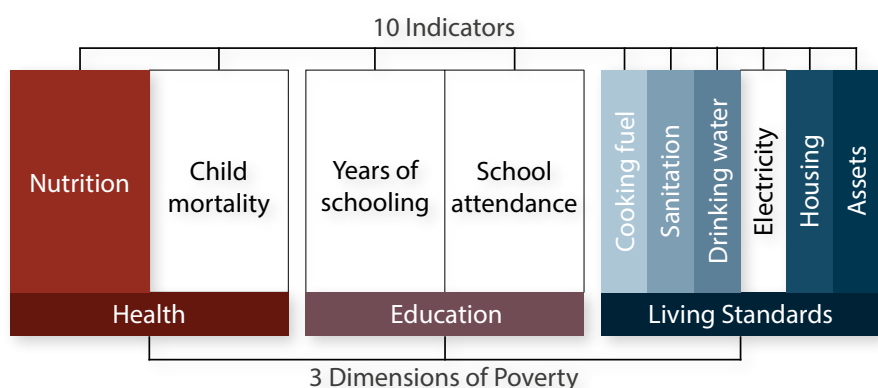 10 Indicators
Nutrition
Child
mortality
Years of
schooling
School
attendance
Cooking fuel
Sanitation
Drinking water
Electricity
Housing
Assets
Health
Education
Living Standards
3 Dimensions of Poverty